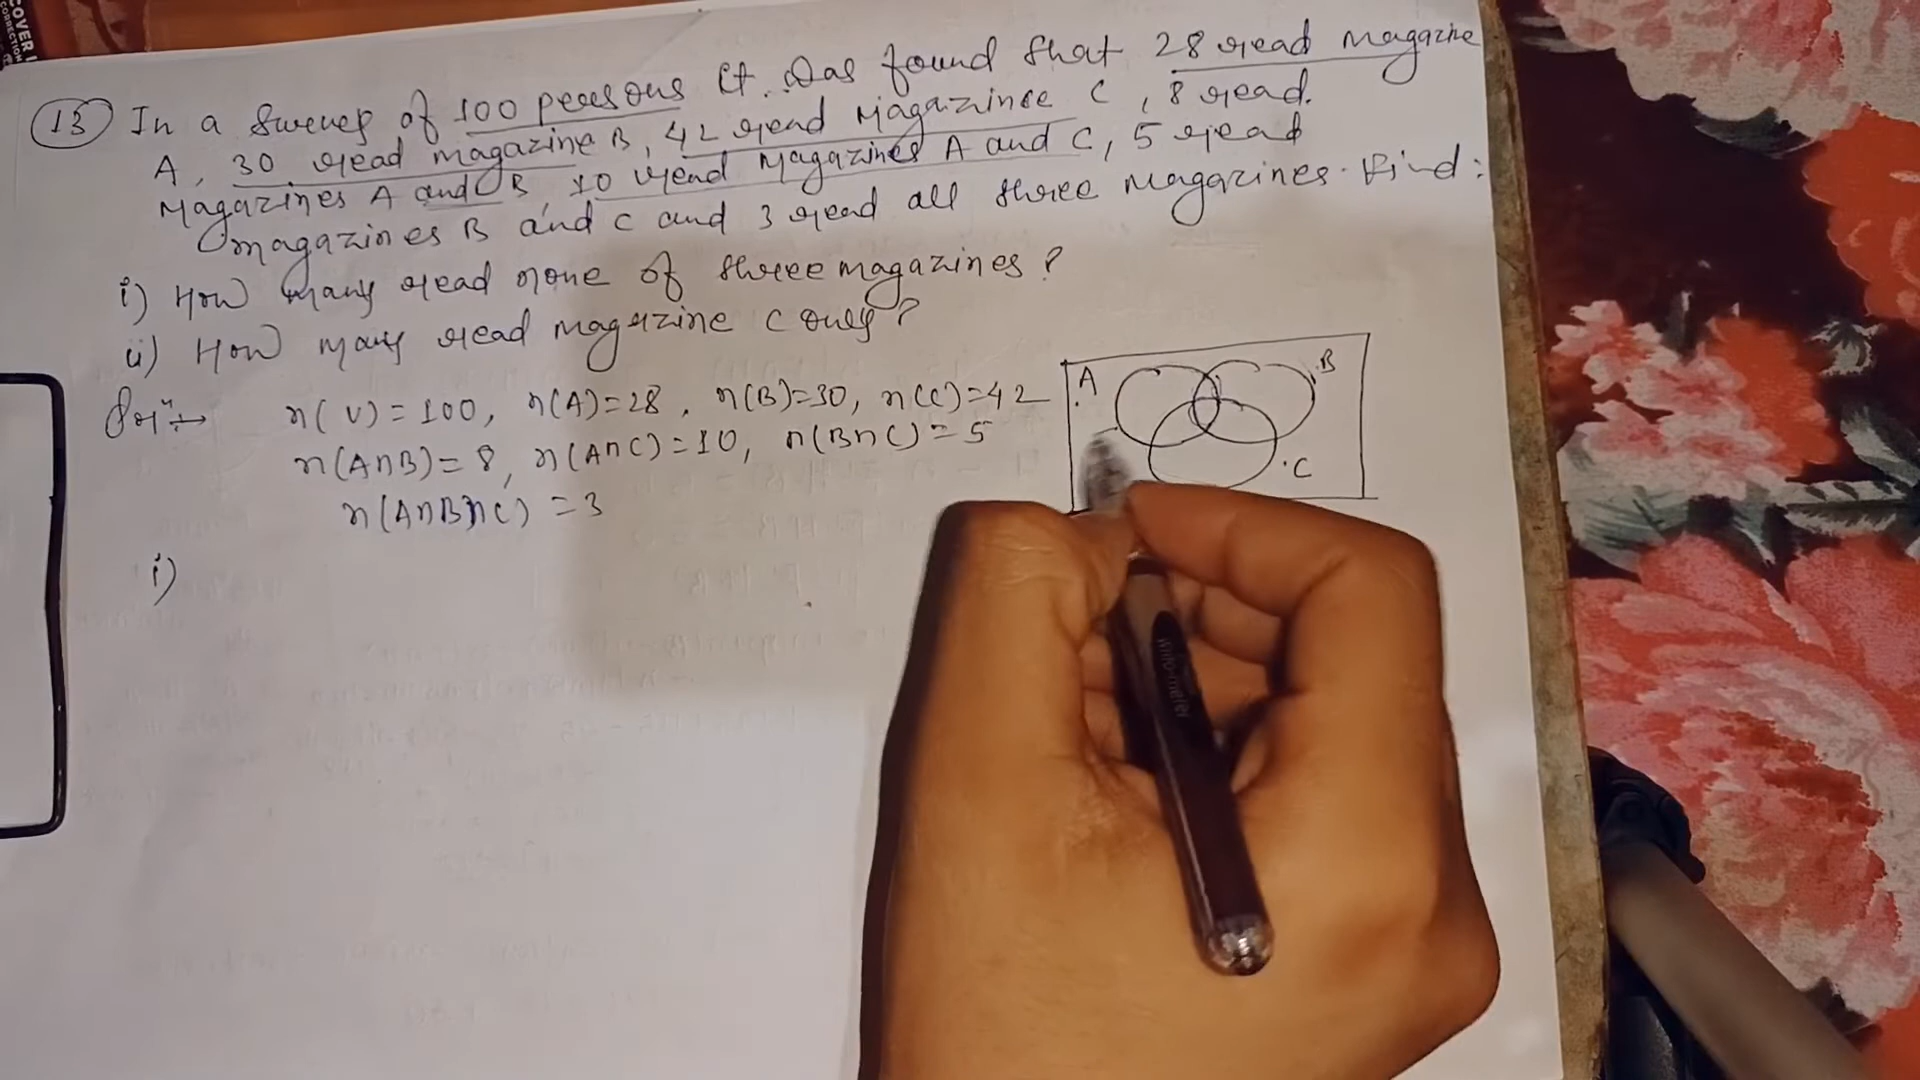 COVER
CORRECTION
13 In a survey of 100 persons it was found that 28 read magazine
A, 30 read magazine B, 42 read Magazine C, 8 read.
Magazines A and B, 10 read Magazines A and C, 5 read
magazines B and C and 3 read all three Magazines. Find:
i) How many read none of three magazines?
ii) How many read magazine C only?
Solⁿ:→ n(U)=100, n(A)=28, n(B)=30, n(C)=42
n(A∩B)=8, n(A∩C)=10, n(B∩C)=5
n(A∩B∩C)=3
A
B
C
i)